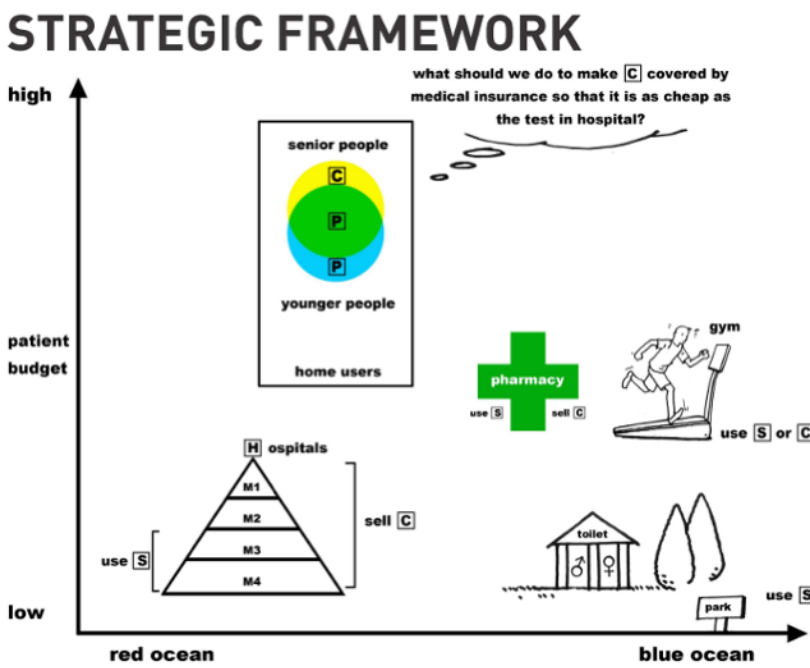 STRATEGIC FRAMEWORK
high
what should we do to make C covered by
medical insurance so that it is as cheap as
the test in hospital?
senior people
C
P
P
younger people
home users
patient
budget
gym
pharmacy
use S
sell C
use S or C
H ospitals
M1
M2
M3
M4
sell C
use S
toilet
♂ ♀
park
use S
low
red ocean
blue ocean